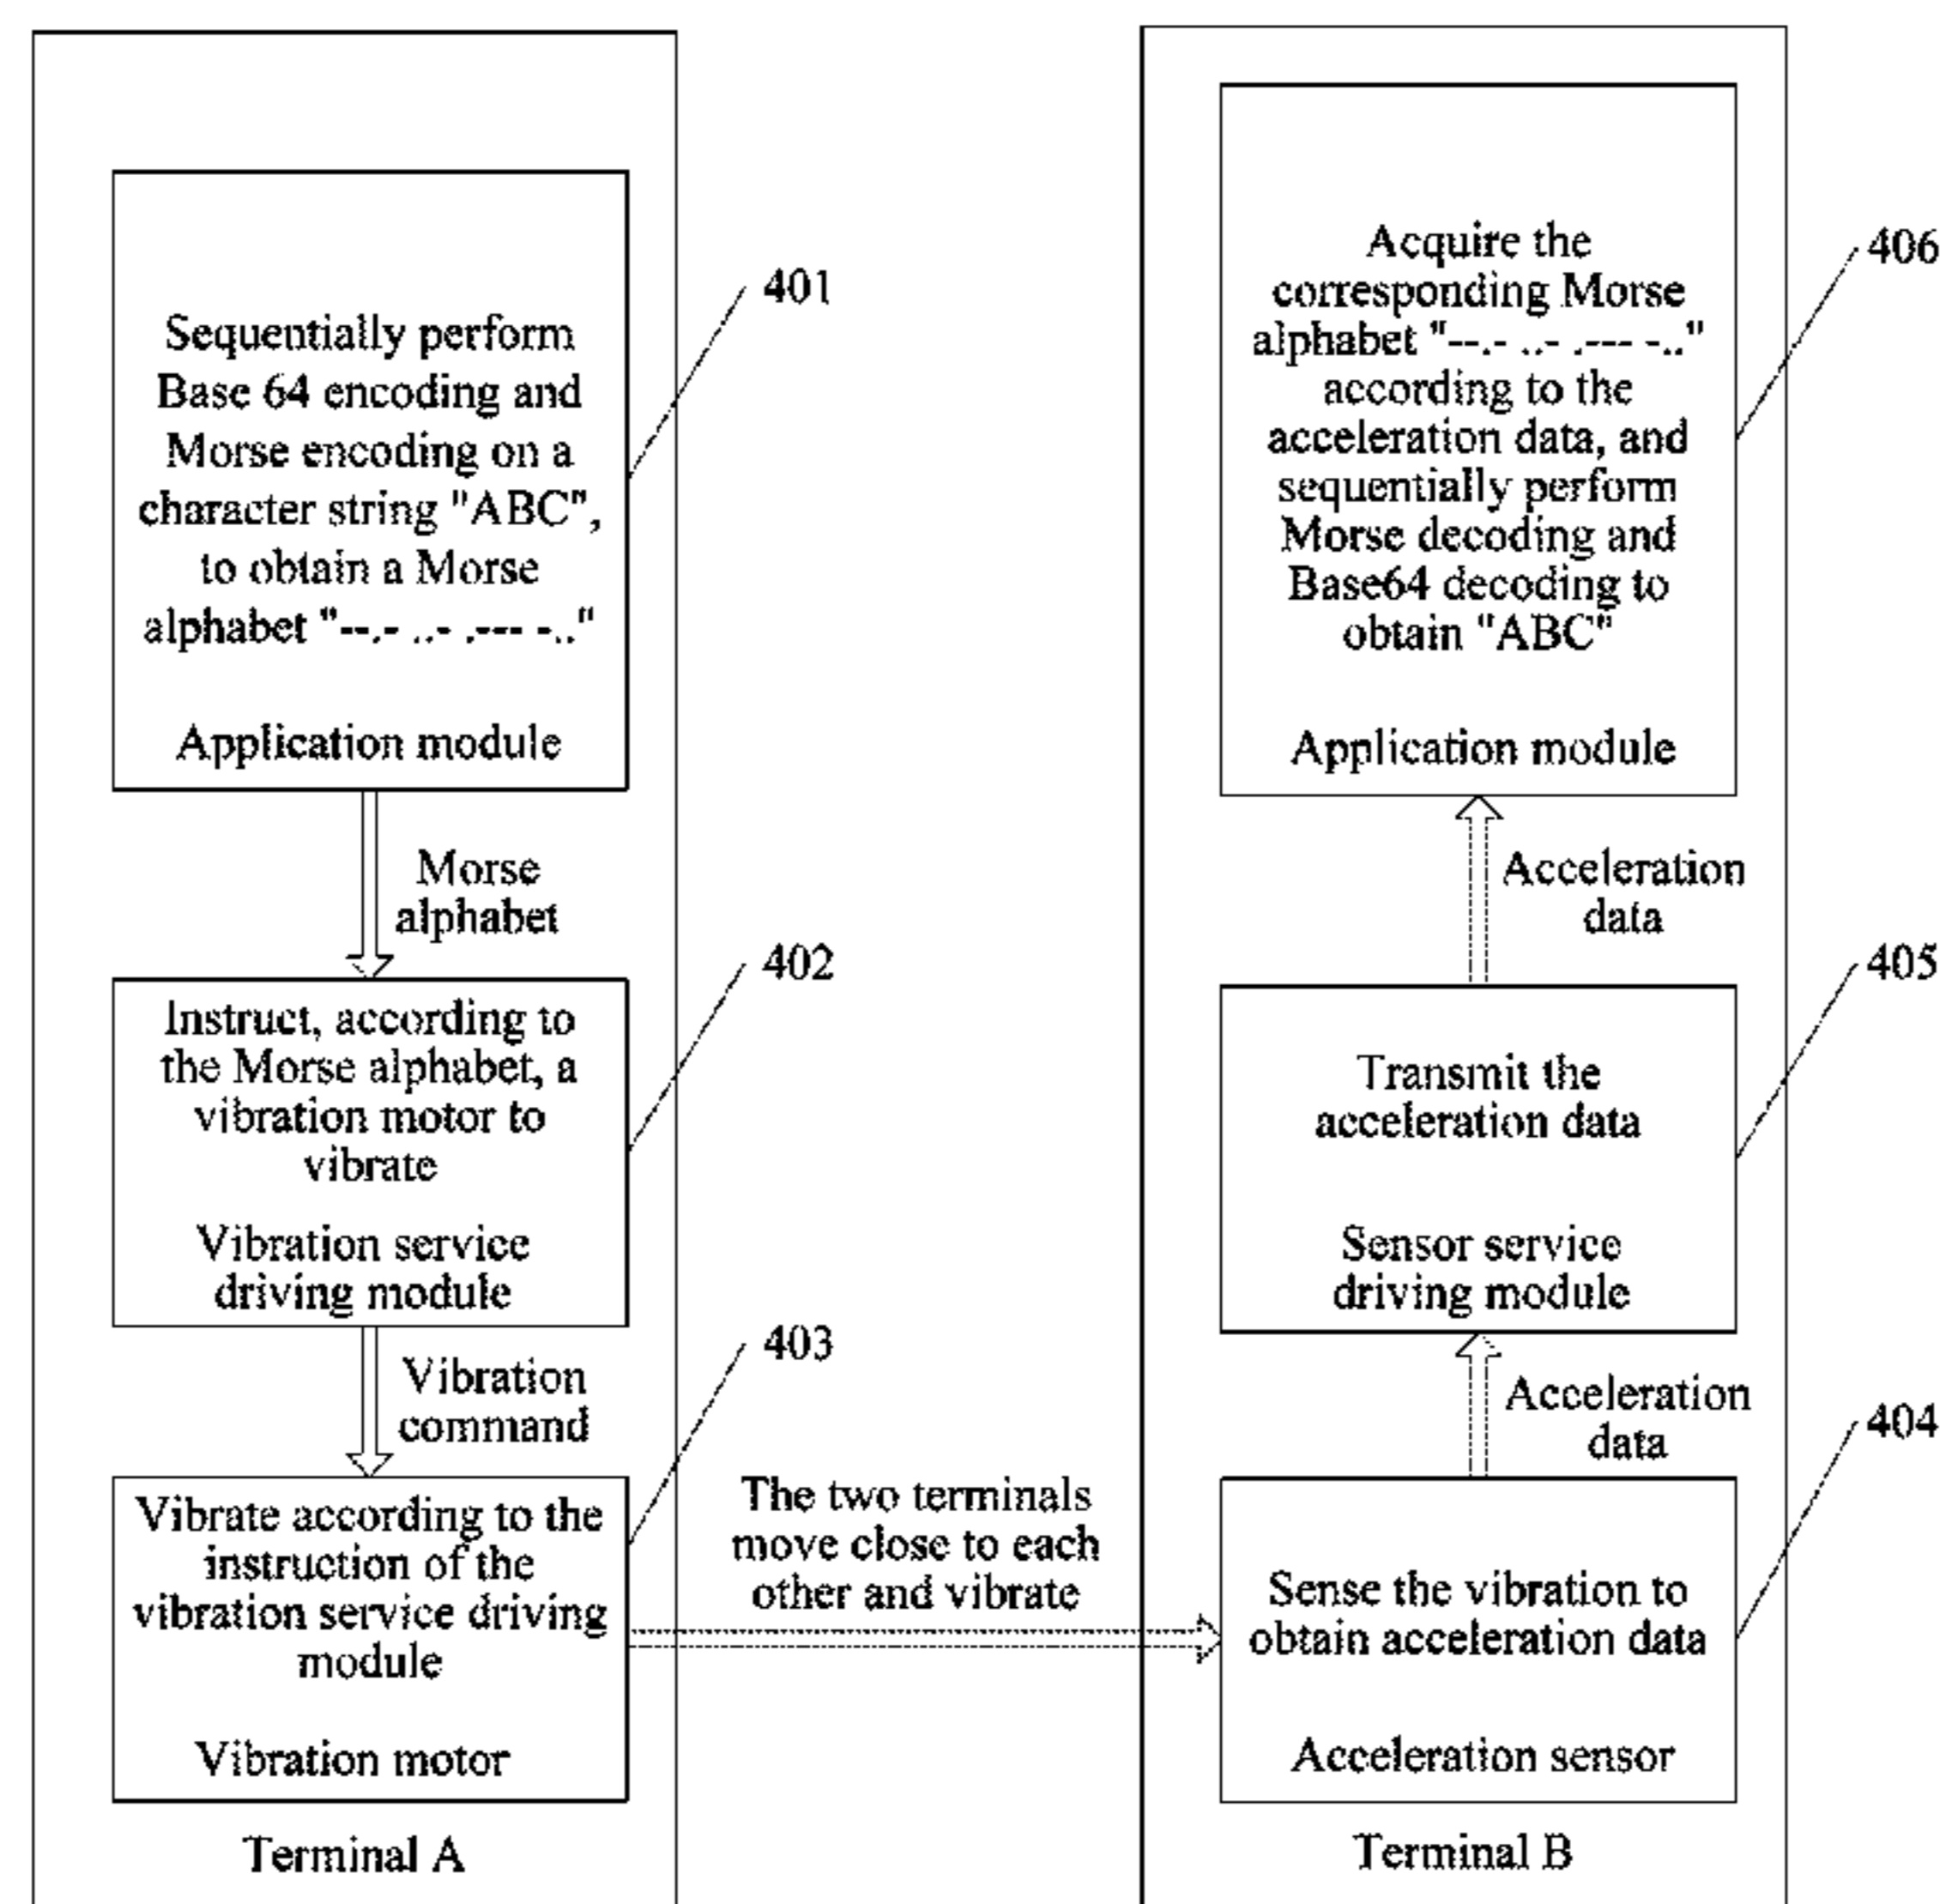 Sequentially perform
Base 64 encoding and
Morse encoding on a
character string "ABC",
to obtain a Morse
alphabet "--.- ..- .--- -.."
Application module
401
Morse
alphabet
Instruct, according to
the Morse alphabet, a
vibration motor to
vibrate
Vibration service
driving module
402
Vibration
command
Vibrate according to the
instruction of the
vibration service driving
module
Vibration motor
403
Terminal A
The two terminals
move close to each
other and vibrate
Acquire the
corresponding Morse
alphabet "--.- ..- .--- -.."
according to the
acceleration data, and
sequentially perform
Morse decoding and
Base64 decoding to
obtain "ABC"
Application module
406
Acceleration
data
Transmit the
acceleration data
Sensor service
driving module
405
Acceleration
data
Sense the vibration to
obtain acceleration data
Acceleration sensor
404
Terminal B